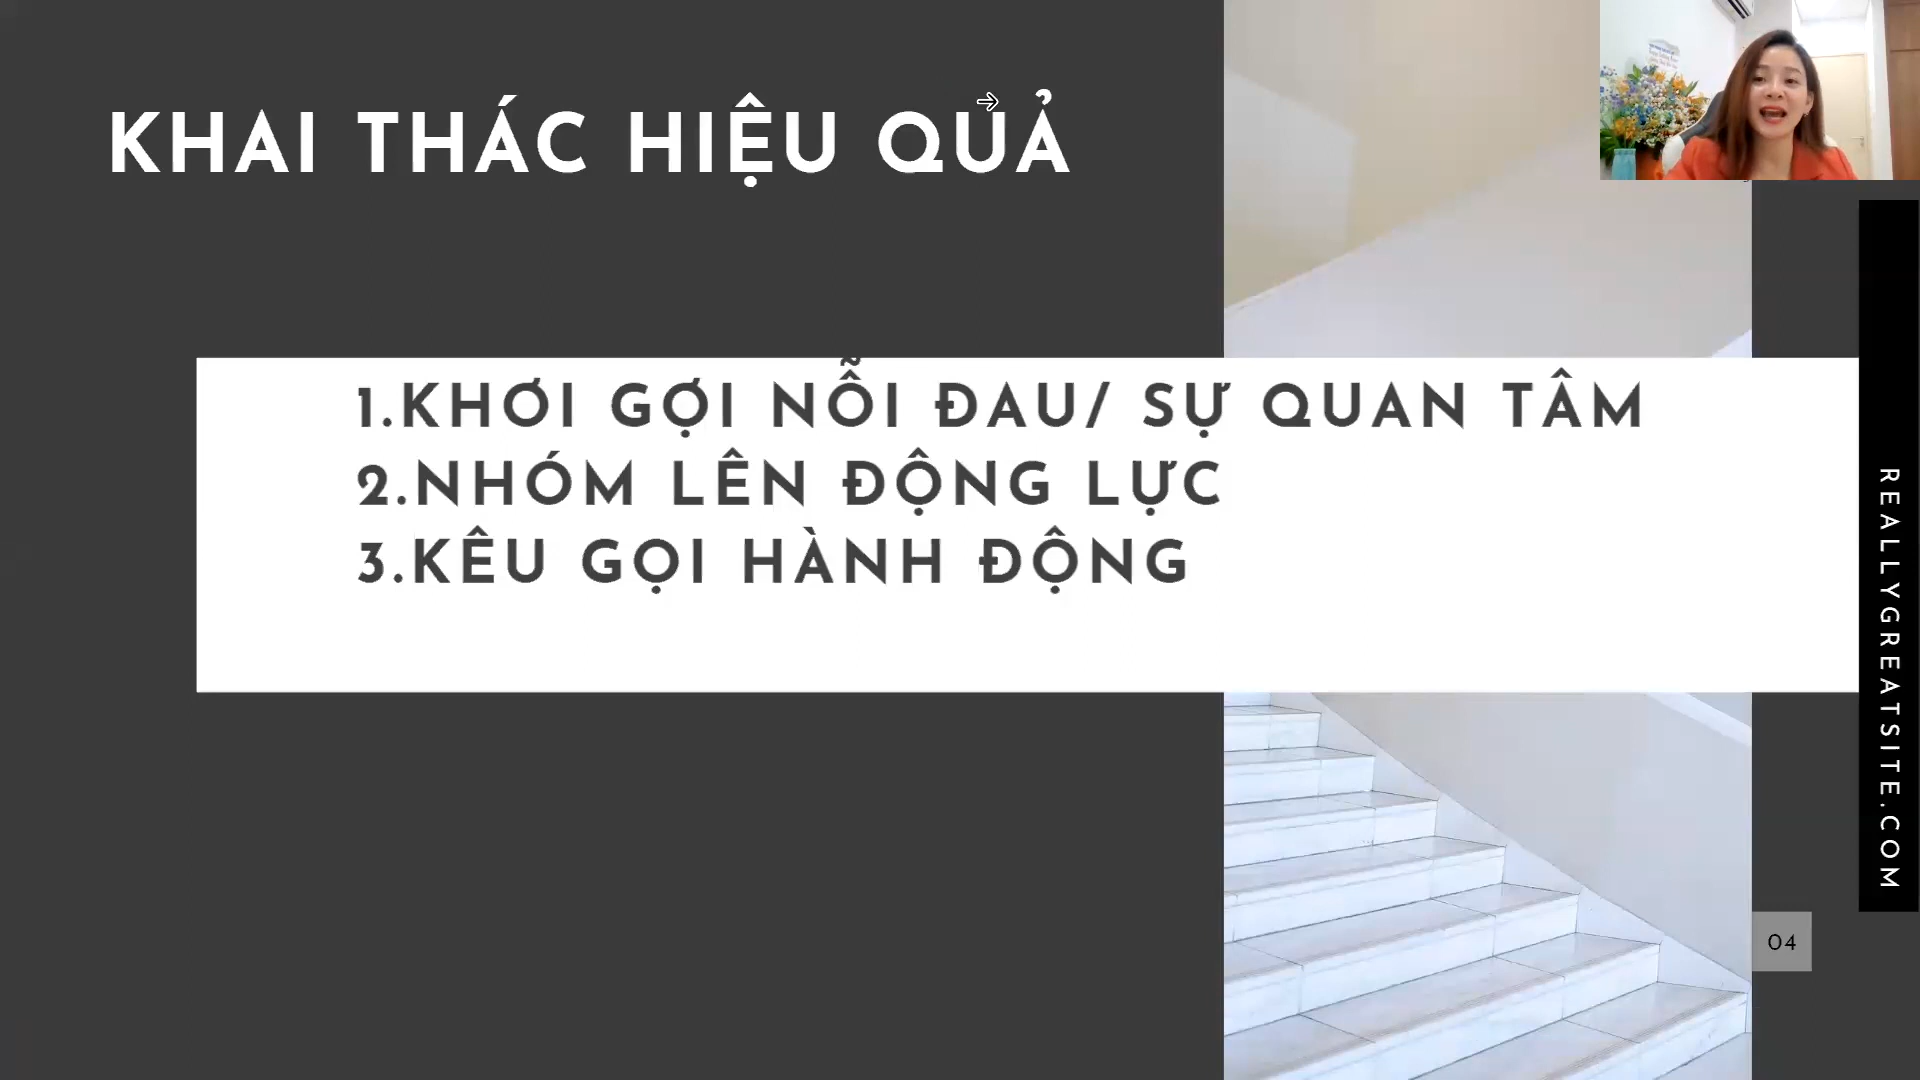 KHAI THÁC HIỆU QUẢ
1.KHƠI GỢI NỖI ĐAU/ SỰ QUAN TÂM
2.NHÓM LÊN ĐỘNG LỰC
3.KÊU GỌI HÀNH ĐỘNG
REALLYGREATSITE.COM
04